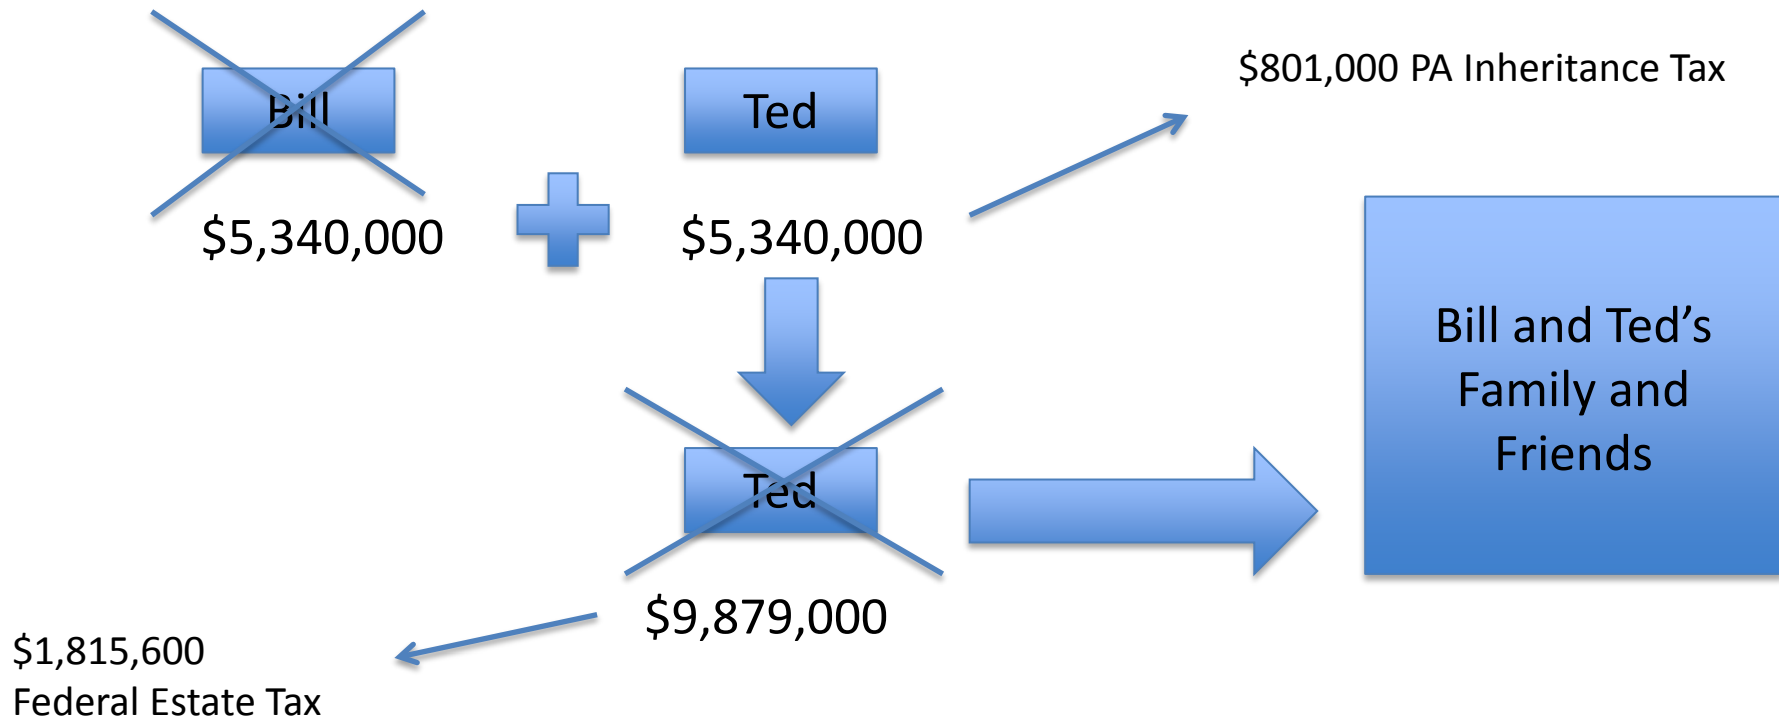 Bill
Ted
$801,000 PA Inheritance Tax
$5,340,000
$5,340,000
Bill and Ted’s
Family and
Friends
Ted
$9,879,000
$1,815,600
Federal Estate Tax